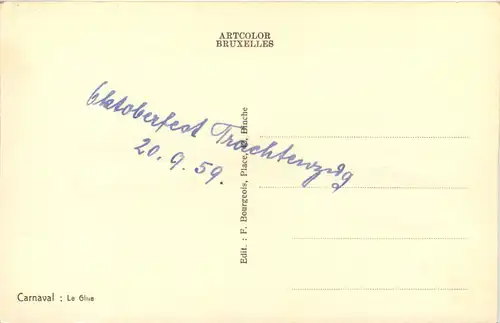 ARTCOLOR
BRUXELLES
Oktoberfest Trachtenzug
20.9.59.
Edit. : F. Bourgeois, Place, Binche
Carnaval : Le Gille